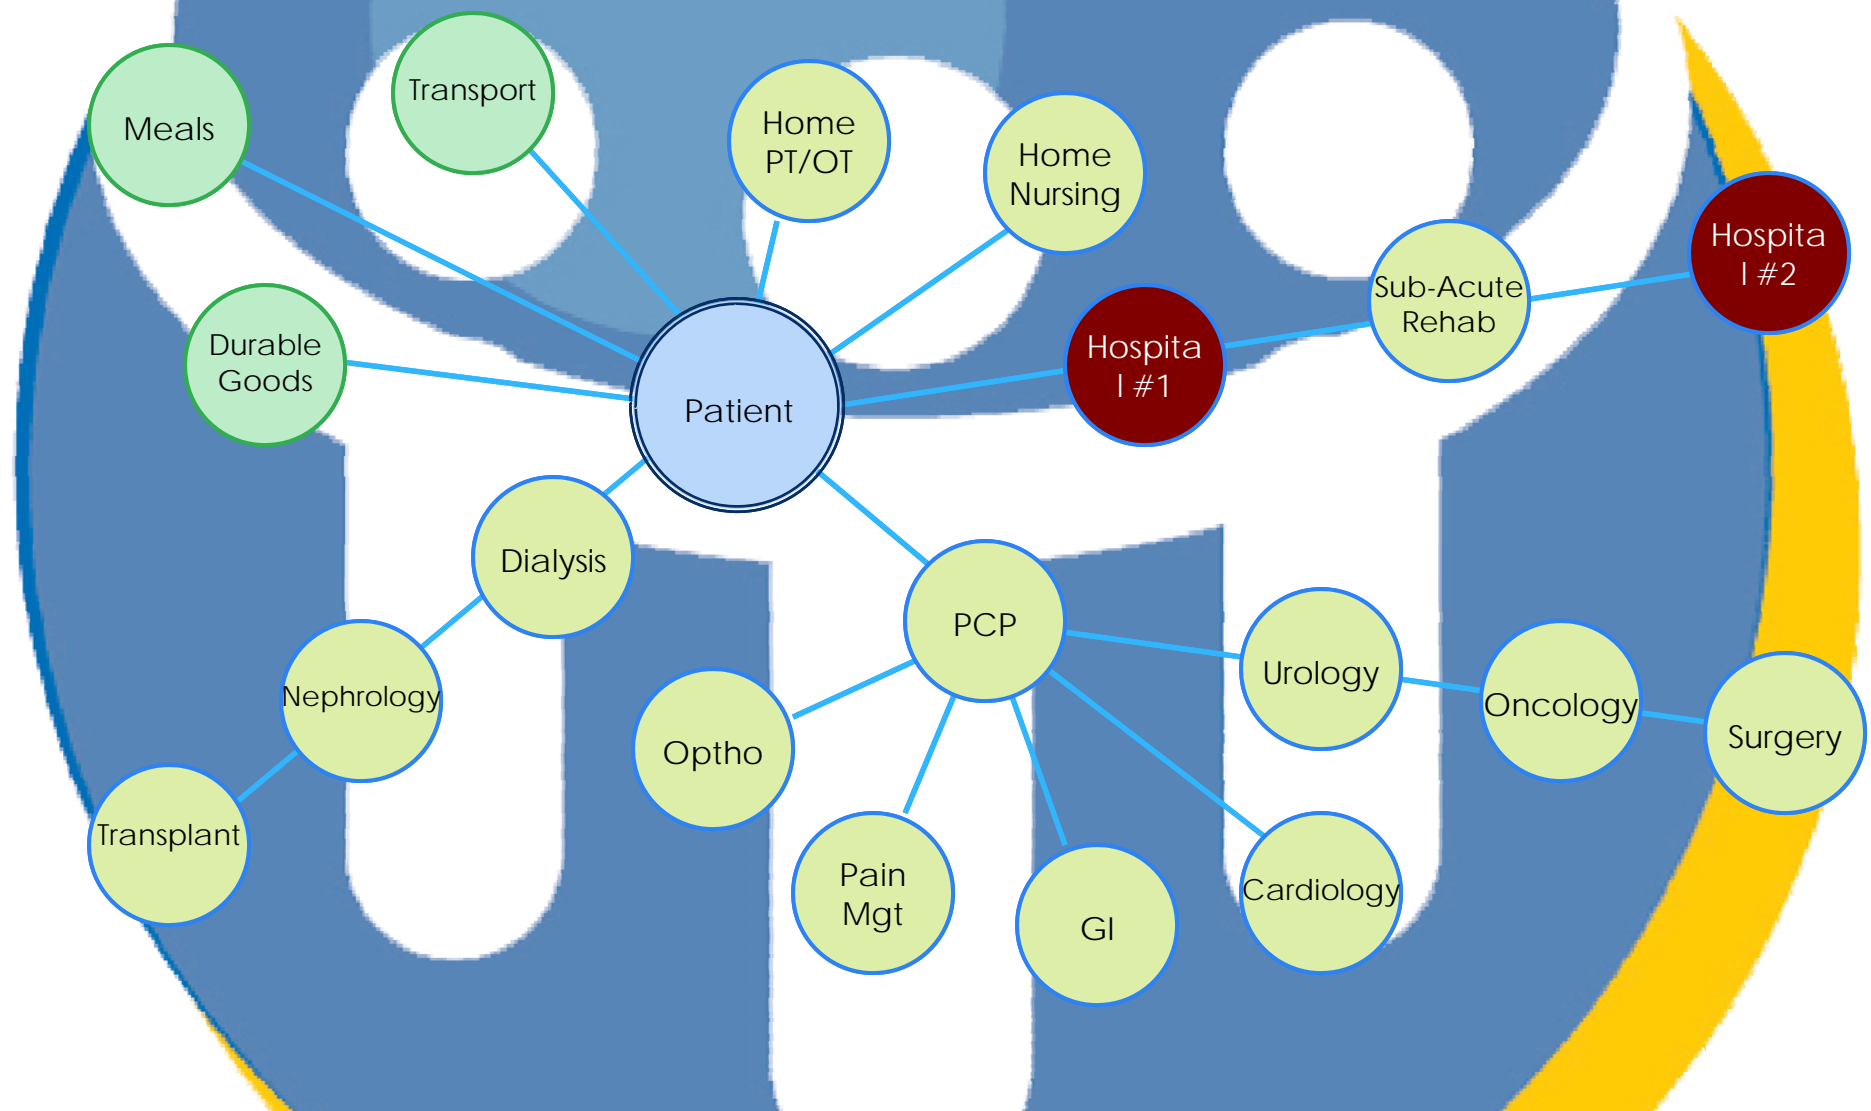 Meals
Transport
Home
PT/OT
Home
Nursing
Hospita
l #2
Sub-Acute
Rehab
Durable
Goods
Hospita
l #1
Patient
Dialysis
PCP
Nephrology
Optho
Urology
Oncology
Surgery
Transplant
Pain
Mgt
GI
Cardiology